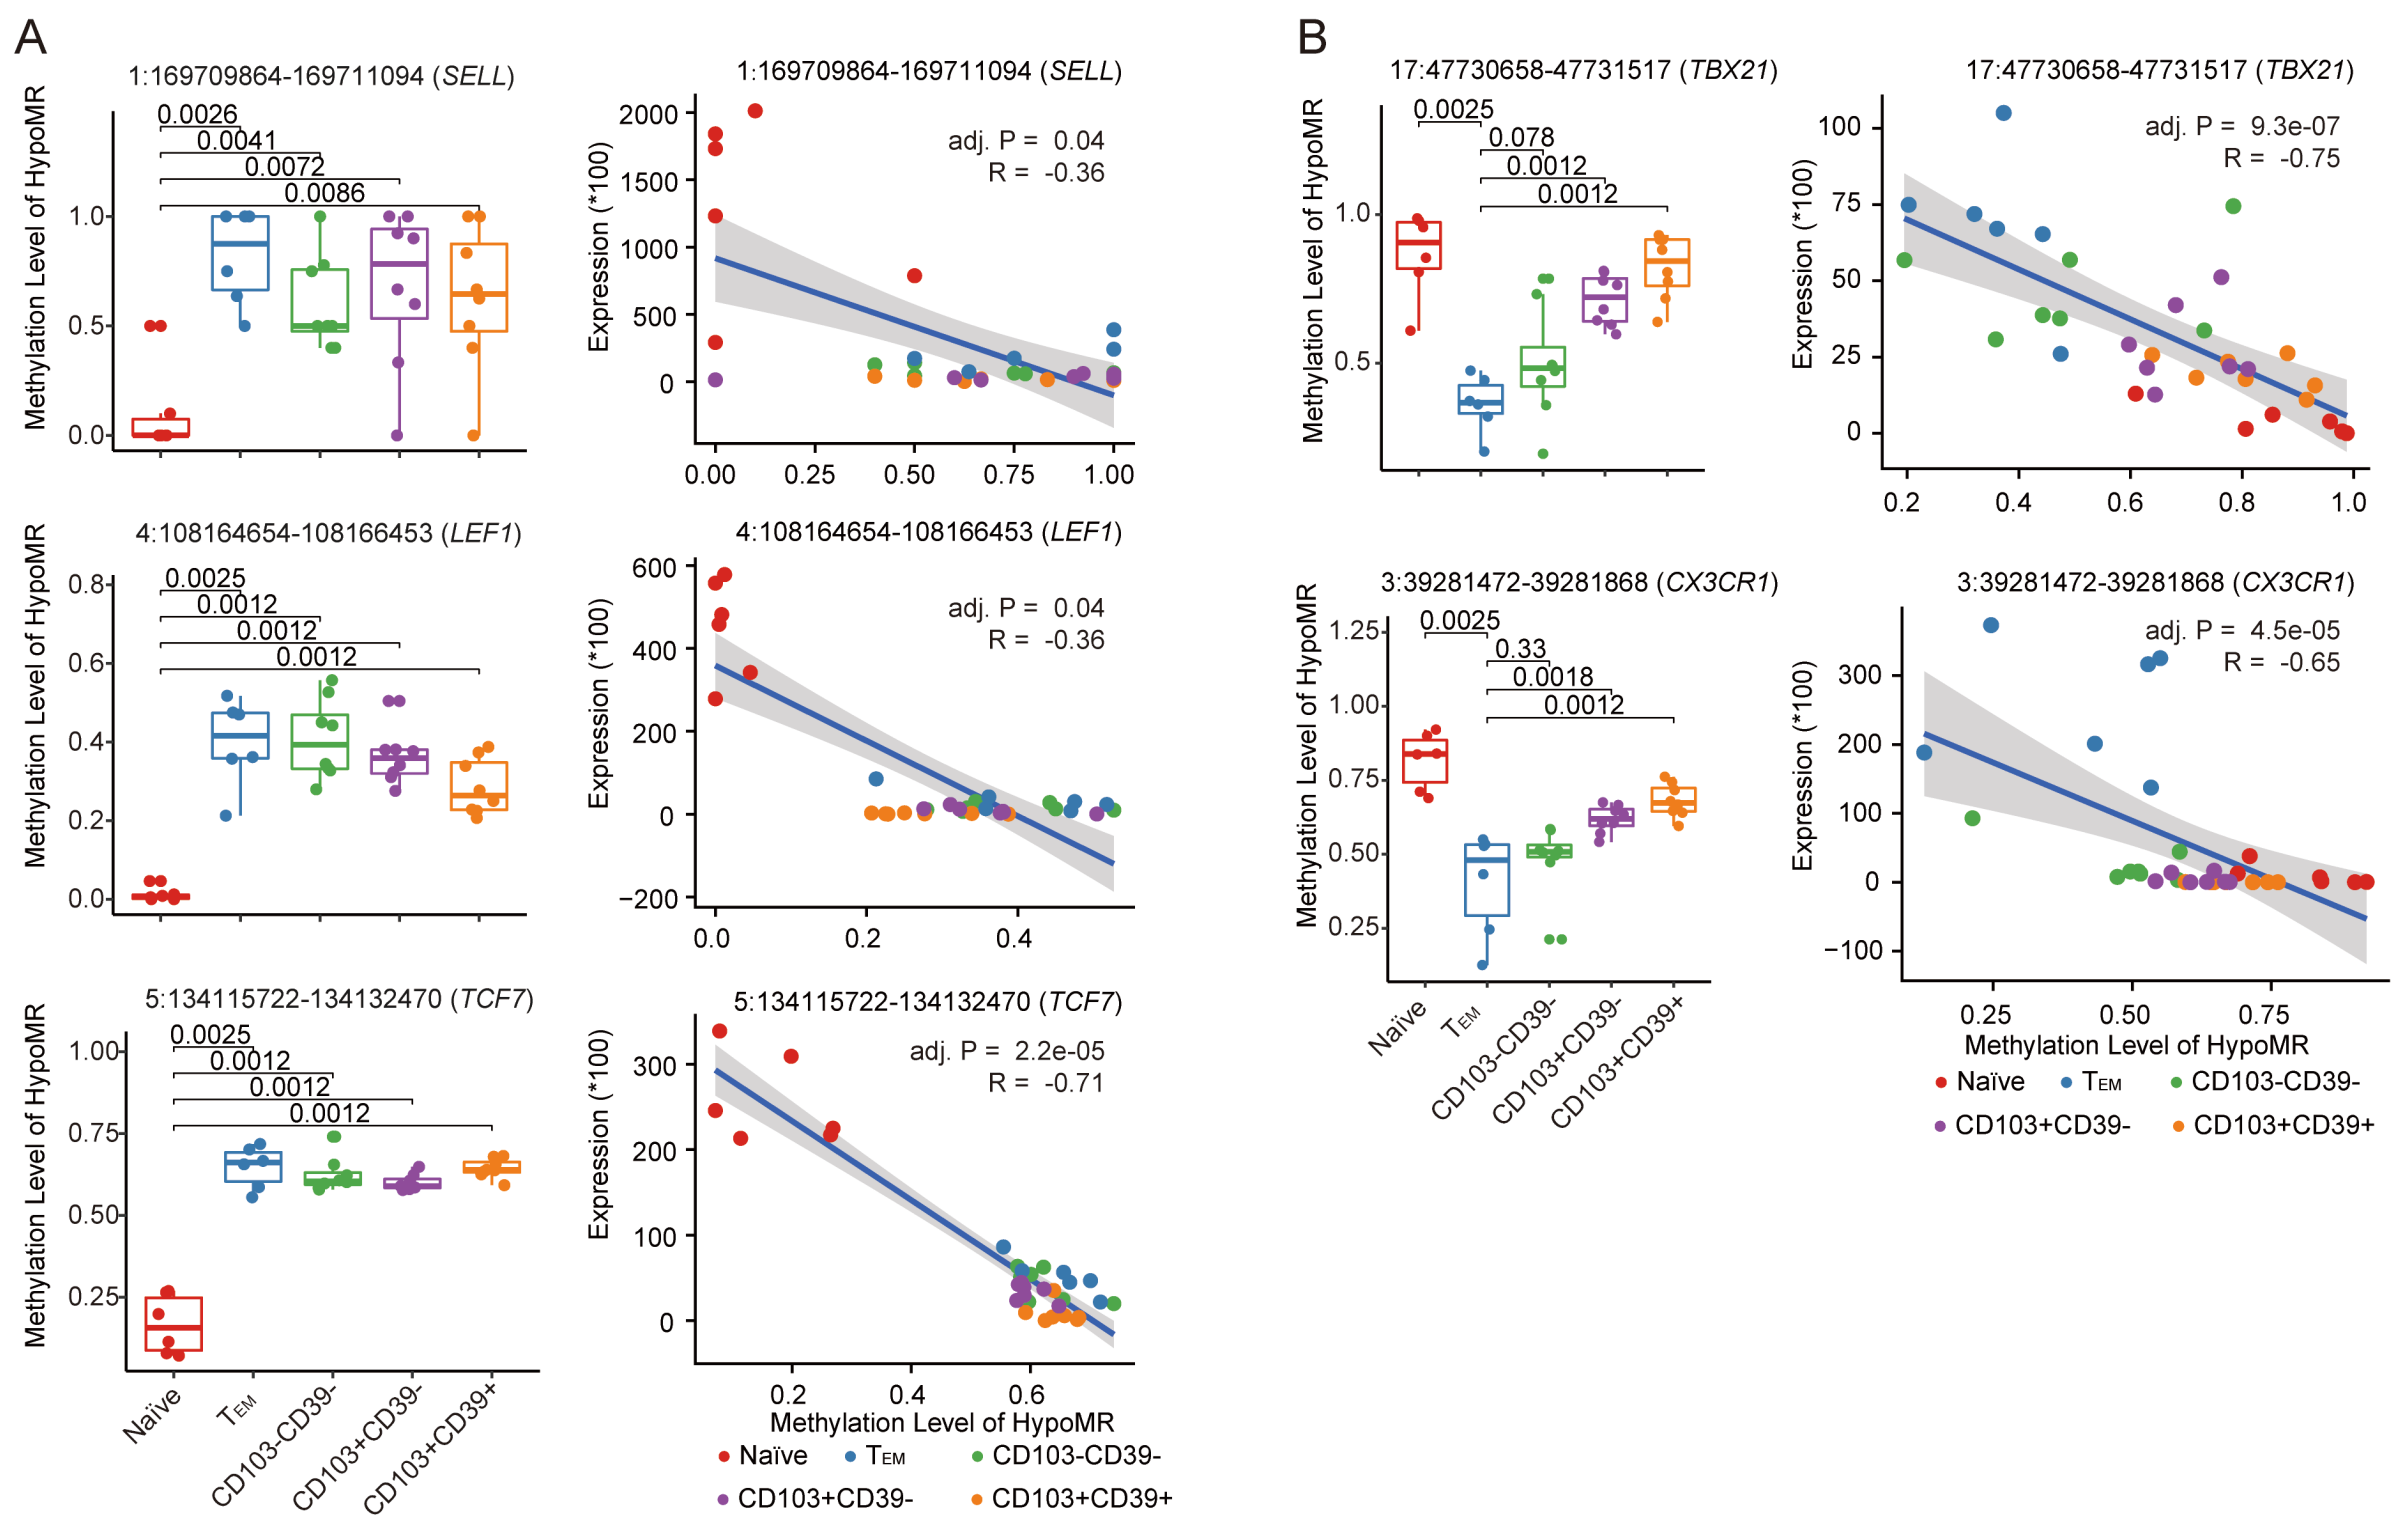 A
1:169709864-169711094 (SELL)
Methylation Level of HypoMR
0.0026
0.0041
0.0072
0.0086
1.0
0.5
0.0
1:169709864-169711094 (SELL)
Expression (*100)
adj. P = 0.04
R = -0.36
2000
1500
1000
500
0
0.00 0.25 0.50 0.75 1.00
4:108164654-108166453 (LEF1)
Methylation Level of HypoMR
0.0025
0.0012
0.0012
0.0012
0.8
0.6
0.4
0.2
0.0
4:108164654-108166453 (LEF1)
Expression (*100)
adj. P = 0.04
R = -0.36
600
400
200
0
−200
0.0 0.2 0.4
5:134115722-134132470 (TCF7)
Methylation Level of HypoMR
0.0025
0.0012
0.0012
0.0012
1.00
0.75
0.50
0.25
Naïve
TEM
CD103-CD39-
CD103+CD39-
CD103+CD39+
5:134115722-134132470 (TCF7)
Expression (*100)
adj. P = 2.2e-05
R = -0.71
300
200
100
0
0.2 0.4 0.6
Methylation Level of HypoMR
Naïve TEM CD103-CD39-
CD103+CD39- CD103+CD39+
B
17:47730658-47731517 (TBX21)
Methylation Level of HypoMR
0.0025
0.078
0.0012
0.0012
1.0
0.5
17:47730658-47731517 (TBX21)
Expression (*100)
adj. P = 9.3e-07
R = -0.75
100
75
50
25
0
0.2 0.4 0.6 0.8 1.0
3:39281472-39281868 (CX3CR1)
Methylation Level of HypoMR
0.0025
0.33
0.0018
0.0012
1.25
1.00
0.75
0.50
0.25
Naïve
TEM
CD103-CD39-
CD103+CD39-
CD103+CD39+
3:39281472-39281868 (CX3CR1)
Expression (*100)
adj. P = 4.5e-05
R = -0.65
300
200
100
0
−100
0.25 0.50 0.75
Methylation Level of HypoMR
Naïve TEM CD103-CD39-
CD103+CD39- CD103+CD39+